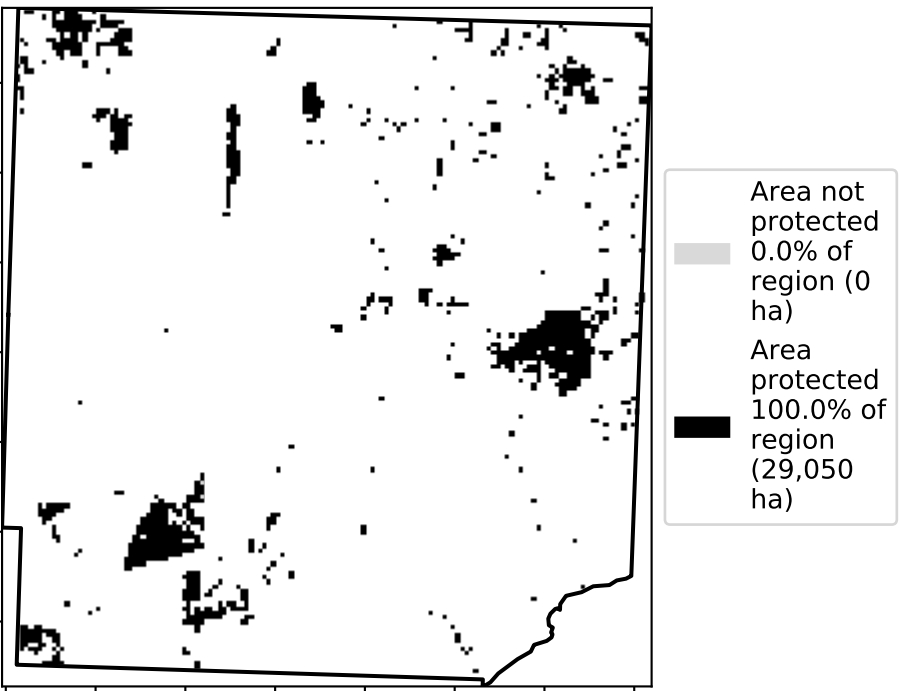 Area not
protected
0.0% of
region (0
ha)
Area
protected
100.0% of
region
(29,050
ha)